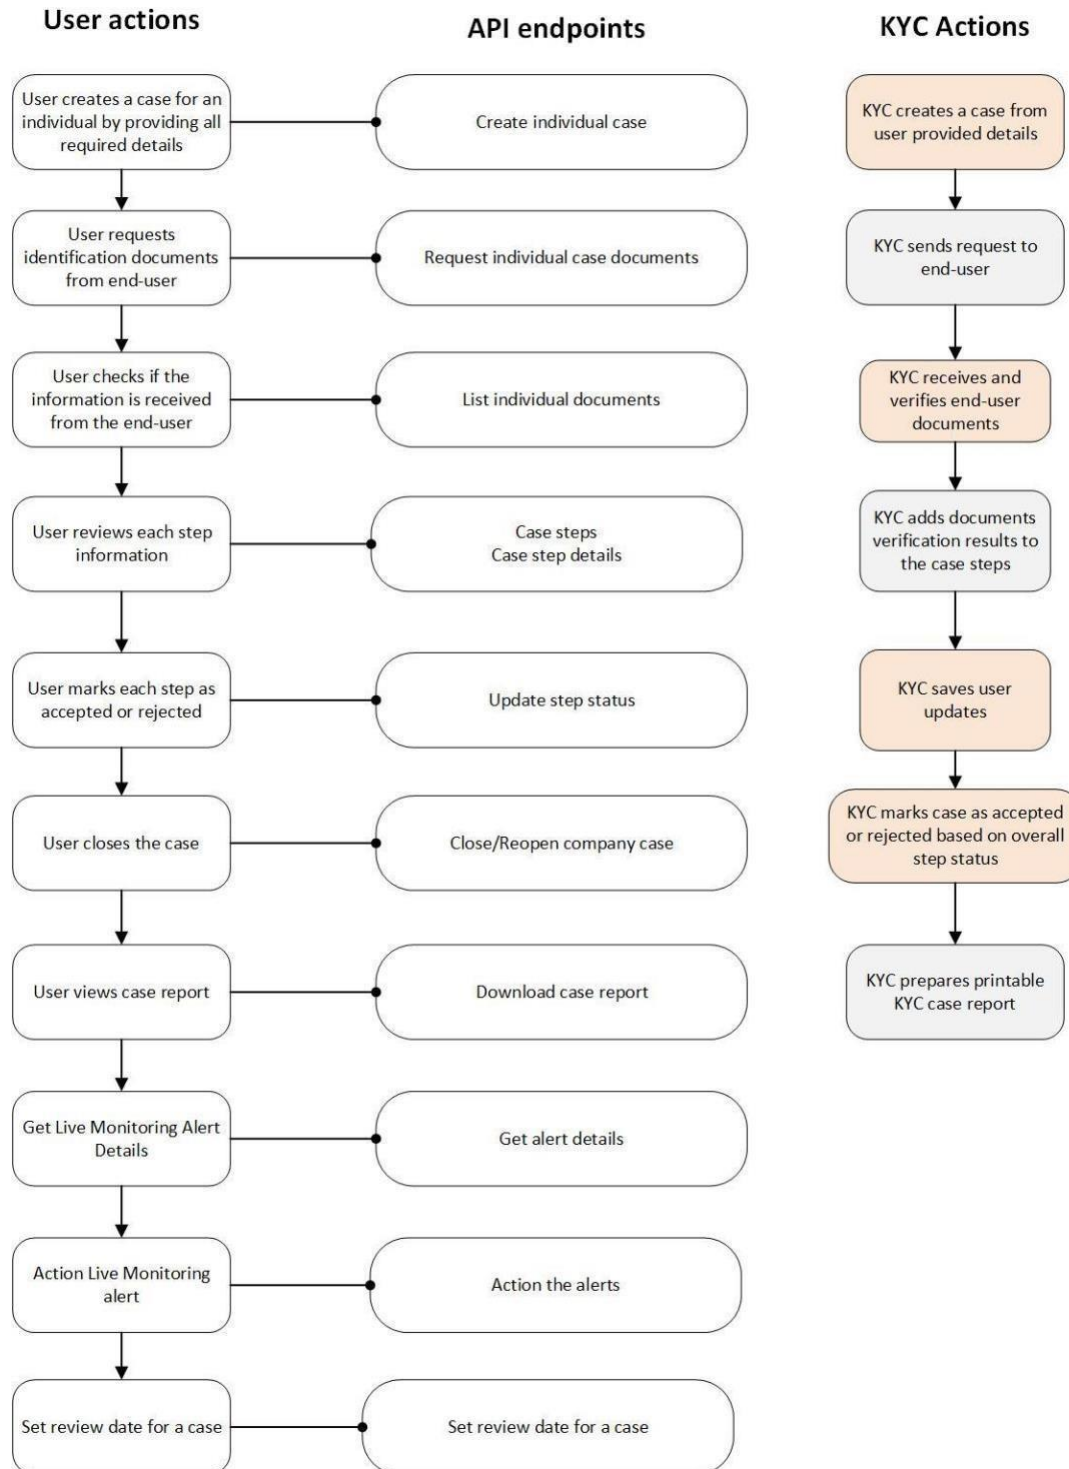 User actions
API endpoints
KYC Actions
User creates a case for an
individual by providing all
required details
Create individual case
KYC creates a case from
user provided details
User requests
identification documents
from end-user
Request individual case documents
KYC sends request to
end-user
User checks if the
information is received
from the end-user
List individual documents
KYC receives and
verifies end-user
documents
User reviews each step
information
Case steps
Case step details
KYC adds documents
verification results to
the case steps
User marks each step as
accepted or rejected
Update step status
KYC saves user
updates
User closes the case
Close/Reopen company case
KYC marks case as accepted
or rejected based on overall
step status
User views case report
Download case report
KYC prepares printable
KYC case report
Get Live Monitoring Alert
Details
Get alert details
Action Live Monitoring
alert
Action the alerts
Set review date for a case
Set review date for a case